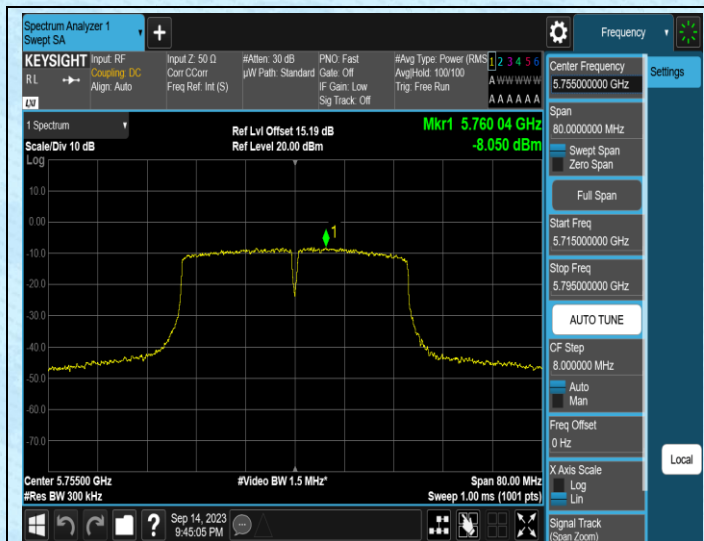 Spectrum Analyzer 1
Swept SA
+
Frequency
KEYSIGHT
RL
LXI
Input: RF
Coupling: DC
Align: Auto
Input Z: 50 Ω
Corr CCorr
Freq Ref: Int (S)
#Atten: 30 dB
µW Path: Standard
PNO: Fast
Gate: Off
IF Gain: Low
Sig Track: Off
#Avg Type: Power (RMS
Avg|Hold: 100/100
Trig: Free Run
1 2 3 4 5 6
A W W W W W
A A A A A A
1 Spectrum
Scale/Div 10 dB
Ref Lvl Offset 15.19 dB
Ref Level 20.00 dBm
Mkr1 5.760 04 GHz
-8.050 dBm
Log
10.0
0.00
-10.0
-20.0
-30.0
-40.0
-50.0
-60.0
-70.0
1
Center 5.75500 GHz
#Res BW 300 kHz
#Video BW 1.5 MHz*
Span 80.00 MHz
Sweep 1.00 ms (1001 pts)
Center Frequency
5.755000000 GHz
Settings
Span
80.0000000 MHz
Swept Span
Zero Span
Full Span
Start Freq
5.715000000 GHz
Stop Freq
5.795000000 GHz
AUTO TUNE
CF Step
8.000000 MHz
Auto
Man
Freq Offset
0 Hz
X Axis Scale
Log
Lin
Local
Signal Track
(Span Zoom)
?
Sep 14, 2023
9:45:05 PM